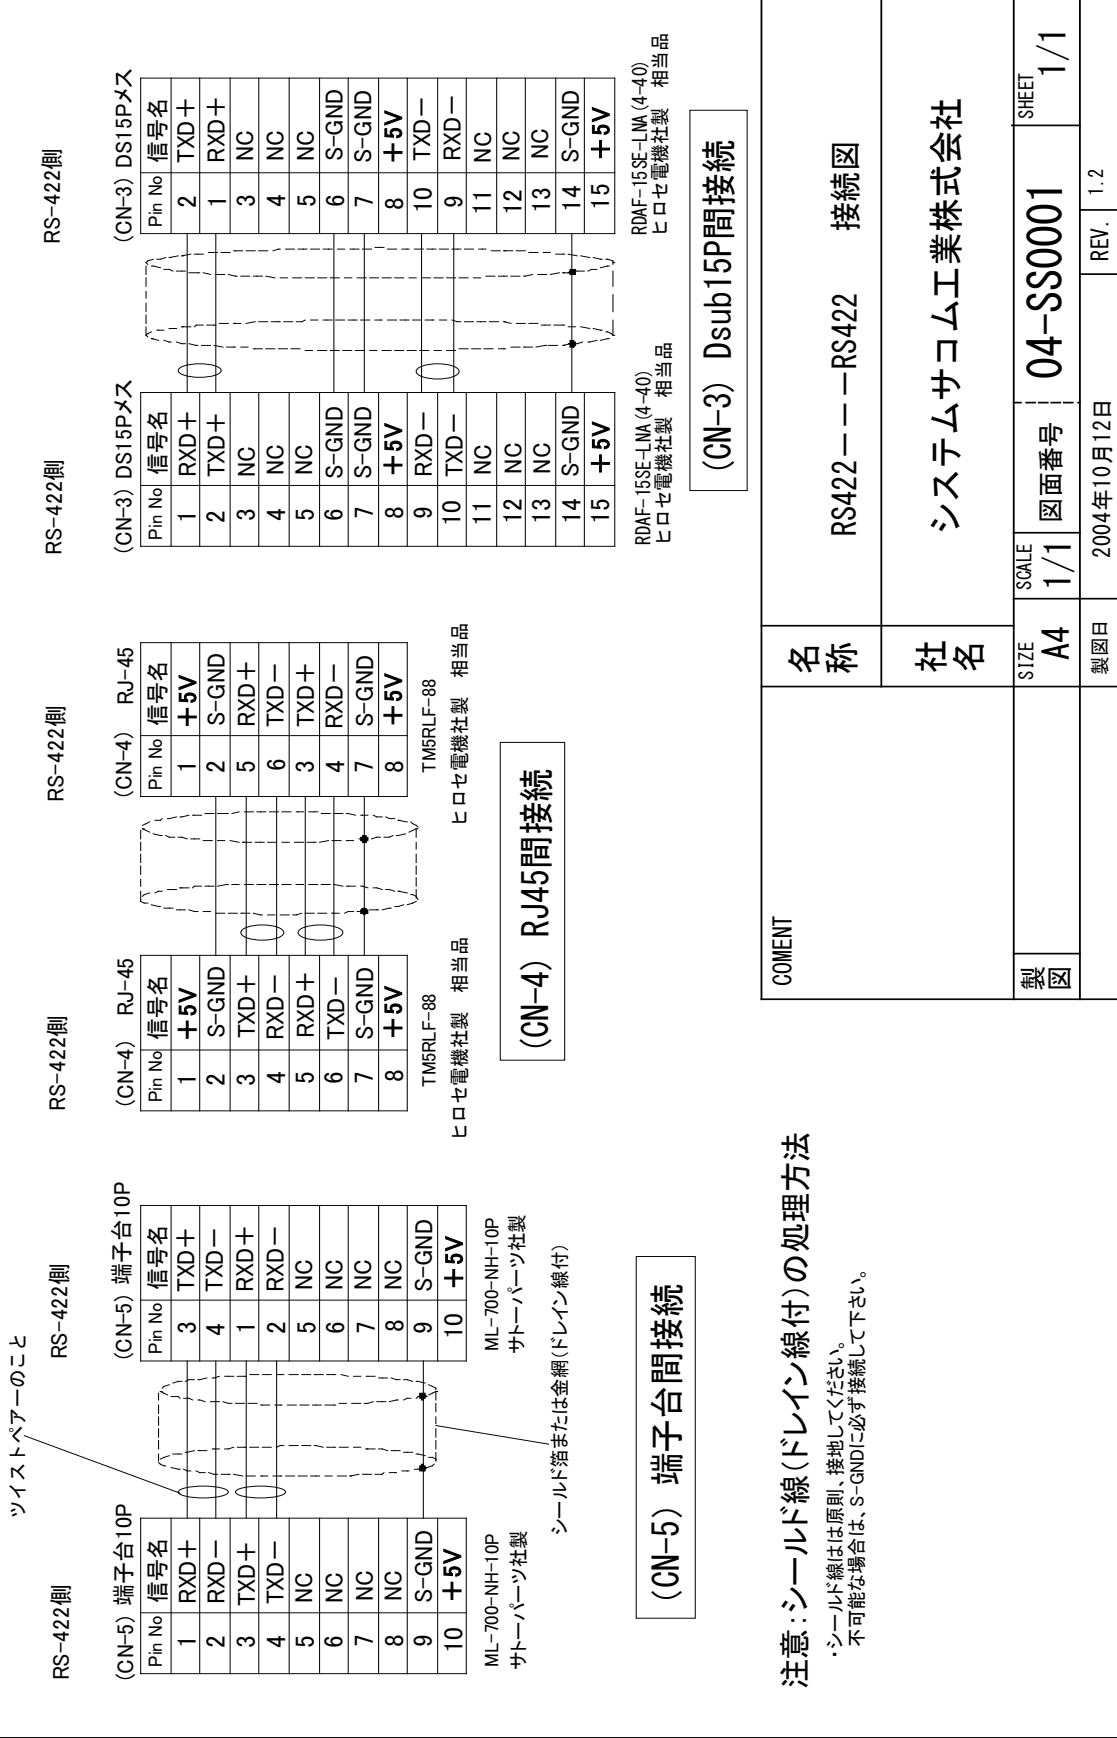 ツイストペアーのこと
RS-422側
(CN-5) 端子台10P
Pin No 信号名
1 RXD＋
2 RXD－
3 TXD＋
4 TXD－
5 NC
6 NC
7 NC
8 NC
9 S-GND
10 ＋5V
ML-700-NH-10P
サトーパーツ社製
RS-422側
(CN-5) 端子台10P
Pin No 信号名
3 TXD＋
4 TXD－
1 RXD＋
2 RXD－
5 NC
6 NC
7 NC
8 NC
9 S-GND
10 ＋5V
ML-700-NH-10P
サトーパーツ社製
シールド箔または金網(ドレイン線付)
(CN-5) 端子台間接続
RS-422側
(CN-4) RJ-45
Pin No 信号名
1 ＋5V
2 S-GND
3 TXD＋
4 RXD－
5 RXD＋
6 TXD－
7 S-GND
8 ＋5V
TM5RLF-88
ヒロセ電機社製 相当品
RS-422側
(CN-4) RJ-45
Pin No 信号名
1 ＋5V
2 S-GND
5 RXD＋
6 TXD－
3 TXD＋
4 RXD－
7 S-GND
8 ＋5V
TM5RLF-88
ヒロセ電機社製 相当品
(CN-4) RJ45間接続
RS-422側
(CN-3) DS15Pメス
Pin No 信号名
1 RXD＋
2 TXD＋
3 NC
4 NC
5 NC
6 S-GND
7 S-GND
8 ＋5V
9 RXD－
10 TXD－
11 NC
12 NC
13 NC
14 S-GND
15 ＋5V
RDAF-15SE-LNA(4-40)
ヒロセ電機社製 相当品
RS-422側
(CN-3) DS15Pメス
Pin No 信号名
2 TXD＋
1 RXD＋
3 NC
4 NC
5 NC
6 S-GND
7 S-GND
8 ＋5V
10 TXD－
9 RXD－
11 NC
12 NC
13 NC
14 S-GND
15 ＋5V
RDAF-15SE-LNA(4-40)
ヒロセ電機社製 相当品
(CN-3) Dsub15P間接続
注意:シールド線(ドレイン線付)の処理方法
・シールド線はは原則、接地してください。
不可能な場合は、S-GNDに必ず接続して下さい。
COMENT
名称 RS422－－－RS422 接続図
社名 システムサコム工業株式会社
製図
SIZE A4
SCALE 1/1
図面番号 04-SS0001
SHEET 1/1
製図日 2004年10月12日
REV. 1.2